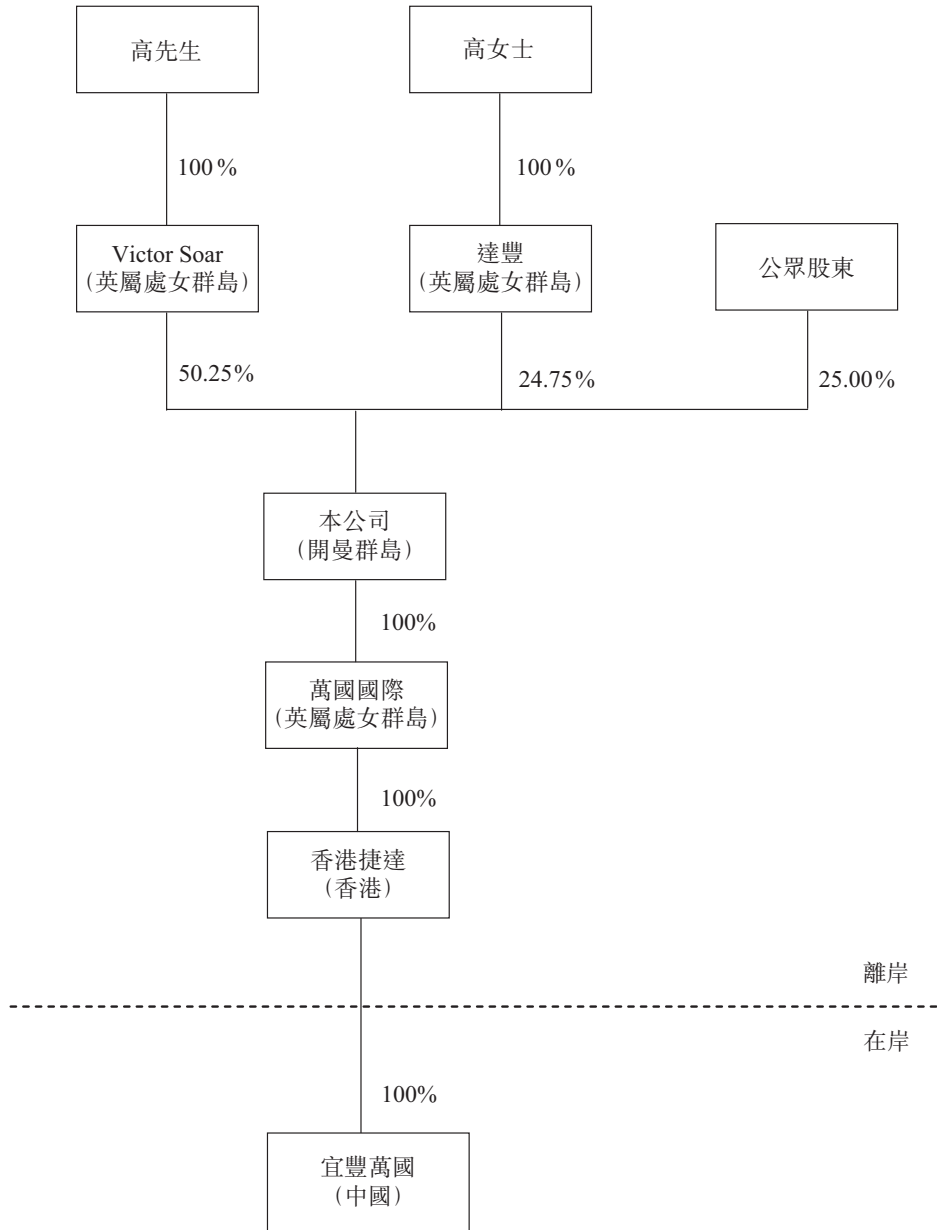 高先生
高女士
100%
100%
Victor Soar
(英屬處女群島)
達豐
(英屬處女群島)
公眾股東
50.25%
24.75%
25.00%
本公司
(開曼群島)
100%
萬國國際
(英屬處女群島)
100%
香港捷達
(香港)
離岸
在岸
100%
宜豐萬國
(中國)